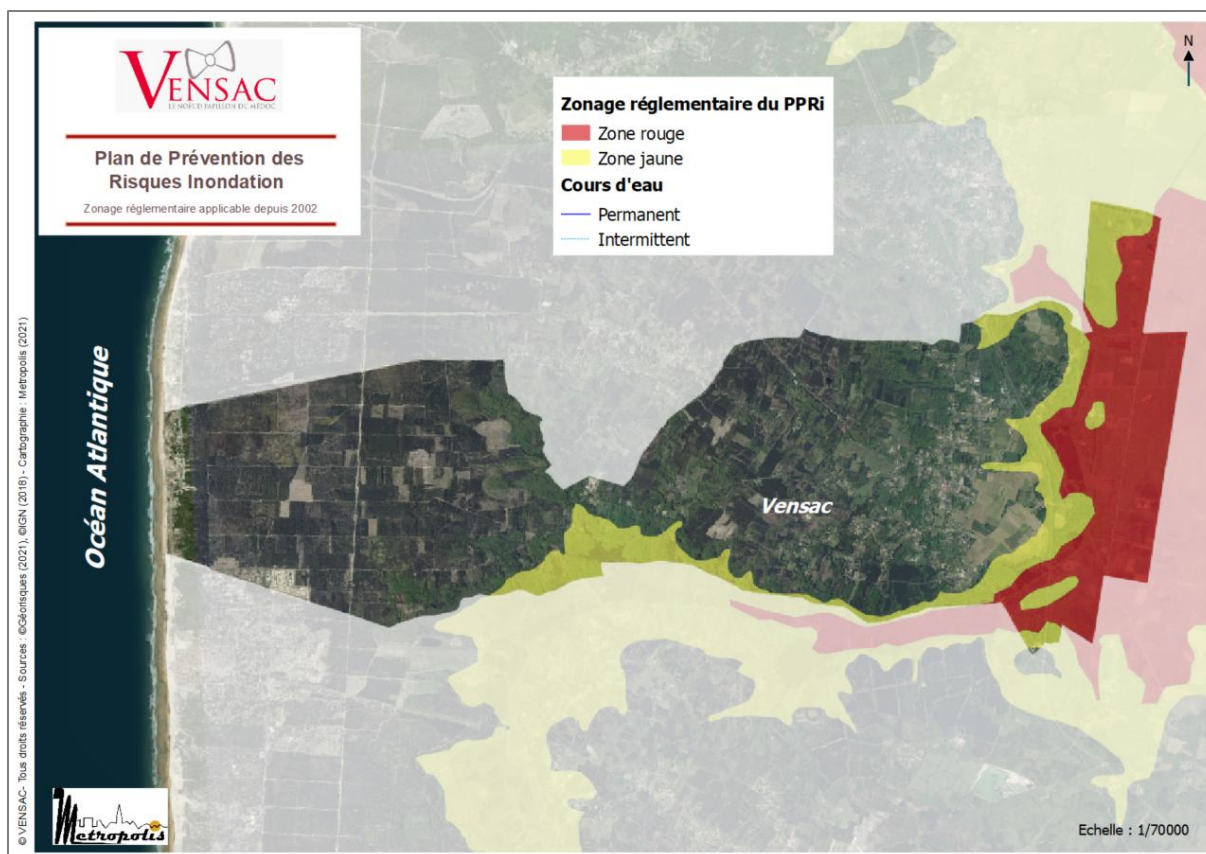 VENSAC
LE NOEUD PAPILLON DU MÉDOC
Plan de Prévention des
Risques Inondation
Zonage réglementaire applicable depuis 2002
Zonage réglementaire du PPRi
Zone rouge
Zone jaune
Cours d'eau
Permanent
Intermittent
N
Océan Atlantique
Vensac
© VENSAC- Tous droits réservés - Sources : ©Géorisques (2021), ©IGN (2018) - Cartographie : Metropolis (2021)
Metropolis
Echelle : 1/70000